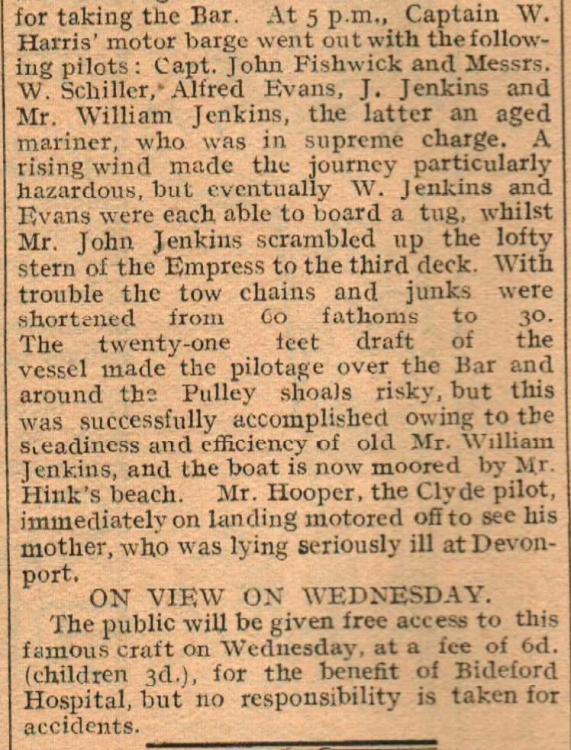 for taking the Bar. At 5 p.m., Captain W.
Harris' motor barge went out with the follow-
ing pilots: Capt. John Fishwick and Messrs.
W. Schiller, Alfred Evans, J. Jenkins and
Mr. William Jenkins, the latter an aged
mariner, who was in supreme charge. A
rising wind made the journey particularly
hazardous, but eventually W. Jenkins and
Evans were each able to board a tug, whilst
Mr. John Jenkins scrambled up the lofty
stern of the Empress to the third deck. With
trouble the tow chains and junks were
shortened from 60 fathoms to 30.
The twenty-one feet draft of the
vessel made the pilotage over the Bar and
around the Pulley shoals risky, but this
was successfully accomplished owing to the
steadiness and efficiency of old Mr. William
Jenkins, and the boat is now moored by Mr.
Hink's beach. Mr. Hooper, the Clyde pilot,
immediately on landing motored off to see his
mother, who was lying seriously ill at Devon-
port.
ON VIEW ON WEDNESDAY.
The public will be given free access to this
famous craft on Wednesday, at a fee of 6d.
(children 3d.), for the benefit of Bideford
Hospital, but no responsibility is taken for
accidents.